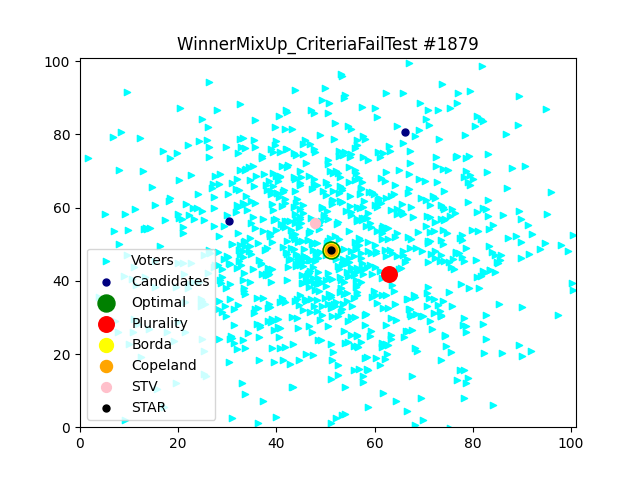 WinnerMixUp_CriteriaFailTest #1879
100
80
60
40
20
0
Voters
Candidates
Optimal
Plurality
Borda
Copeland
STV
STAR
0 20 40 60 80 100